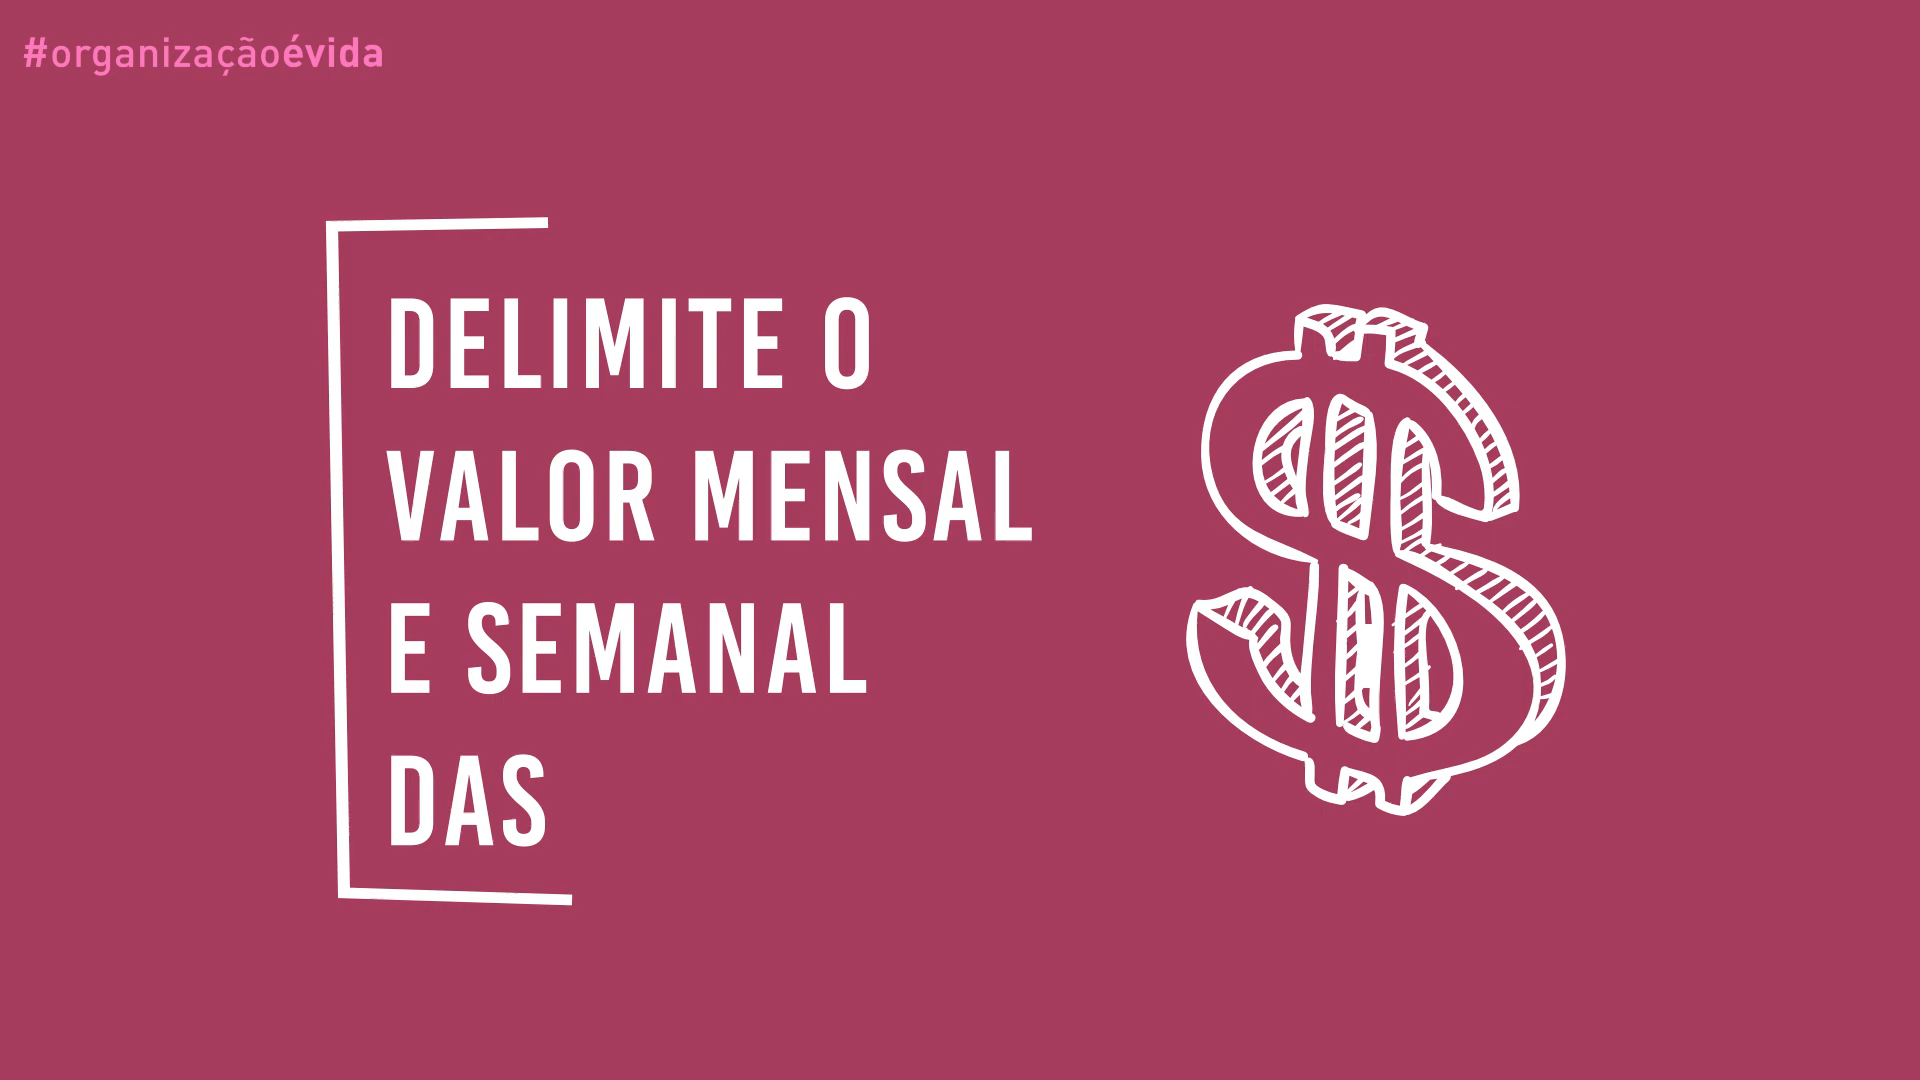 #organizaçãoévida
DELIMITE O
VALOR MENSAL
E SEMANAL
DAS